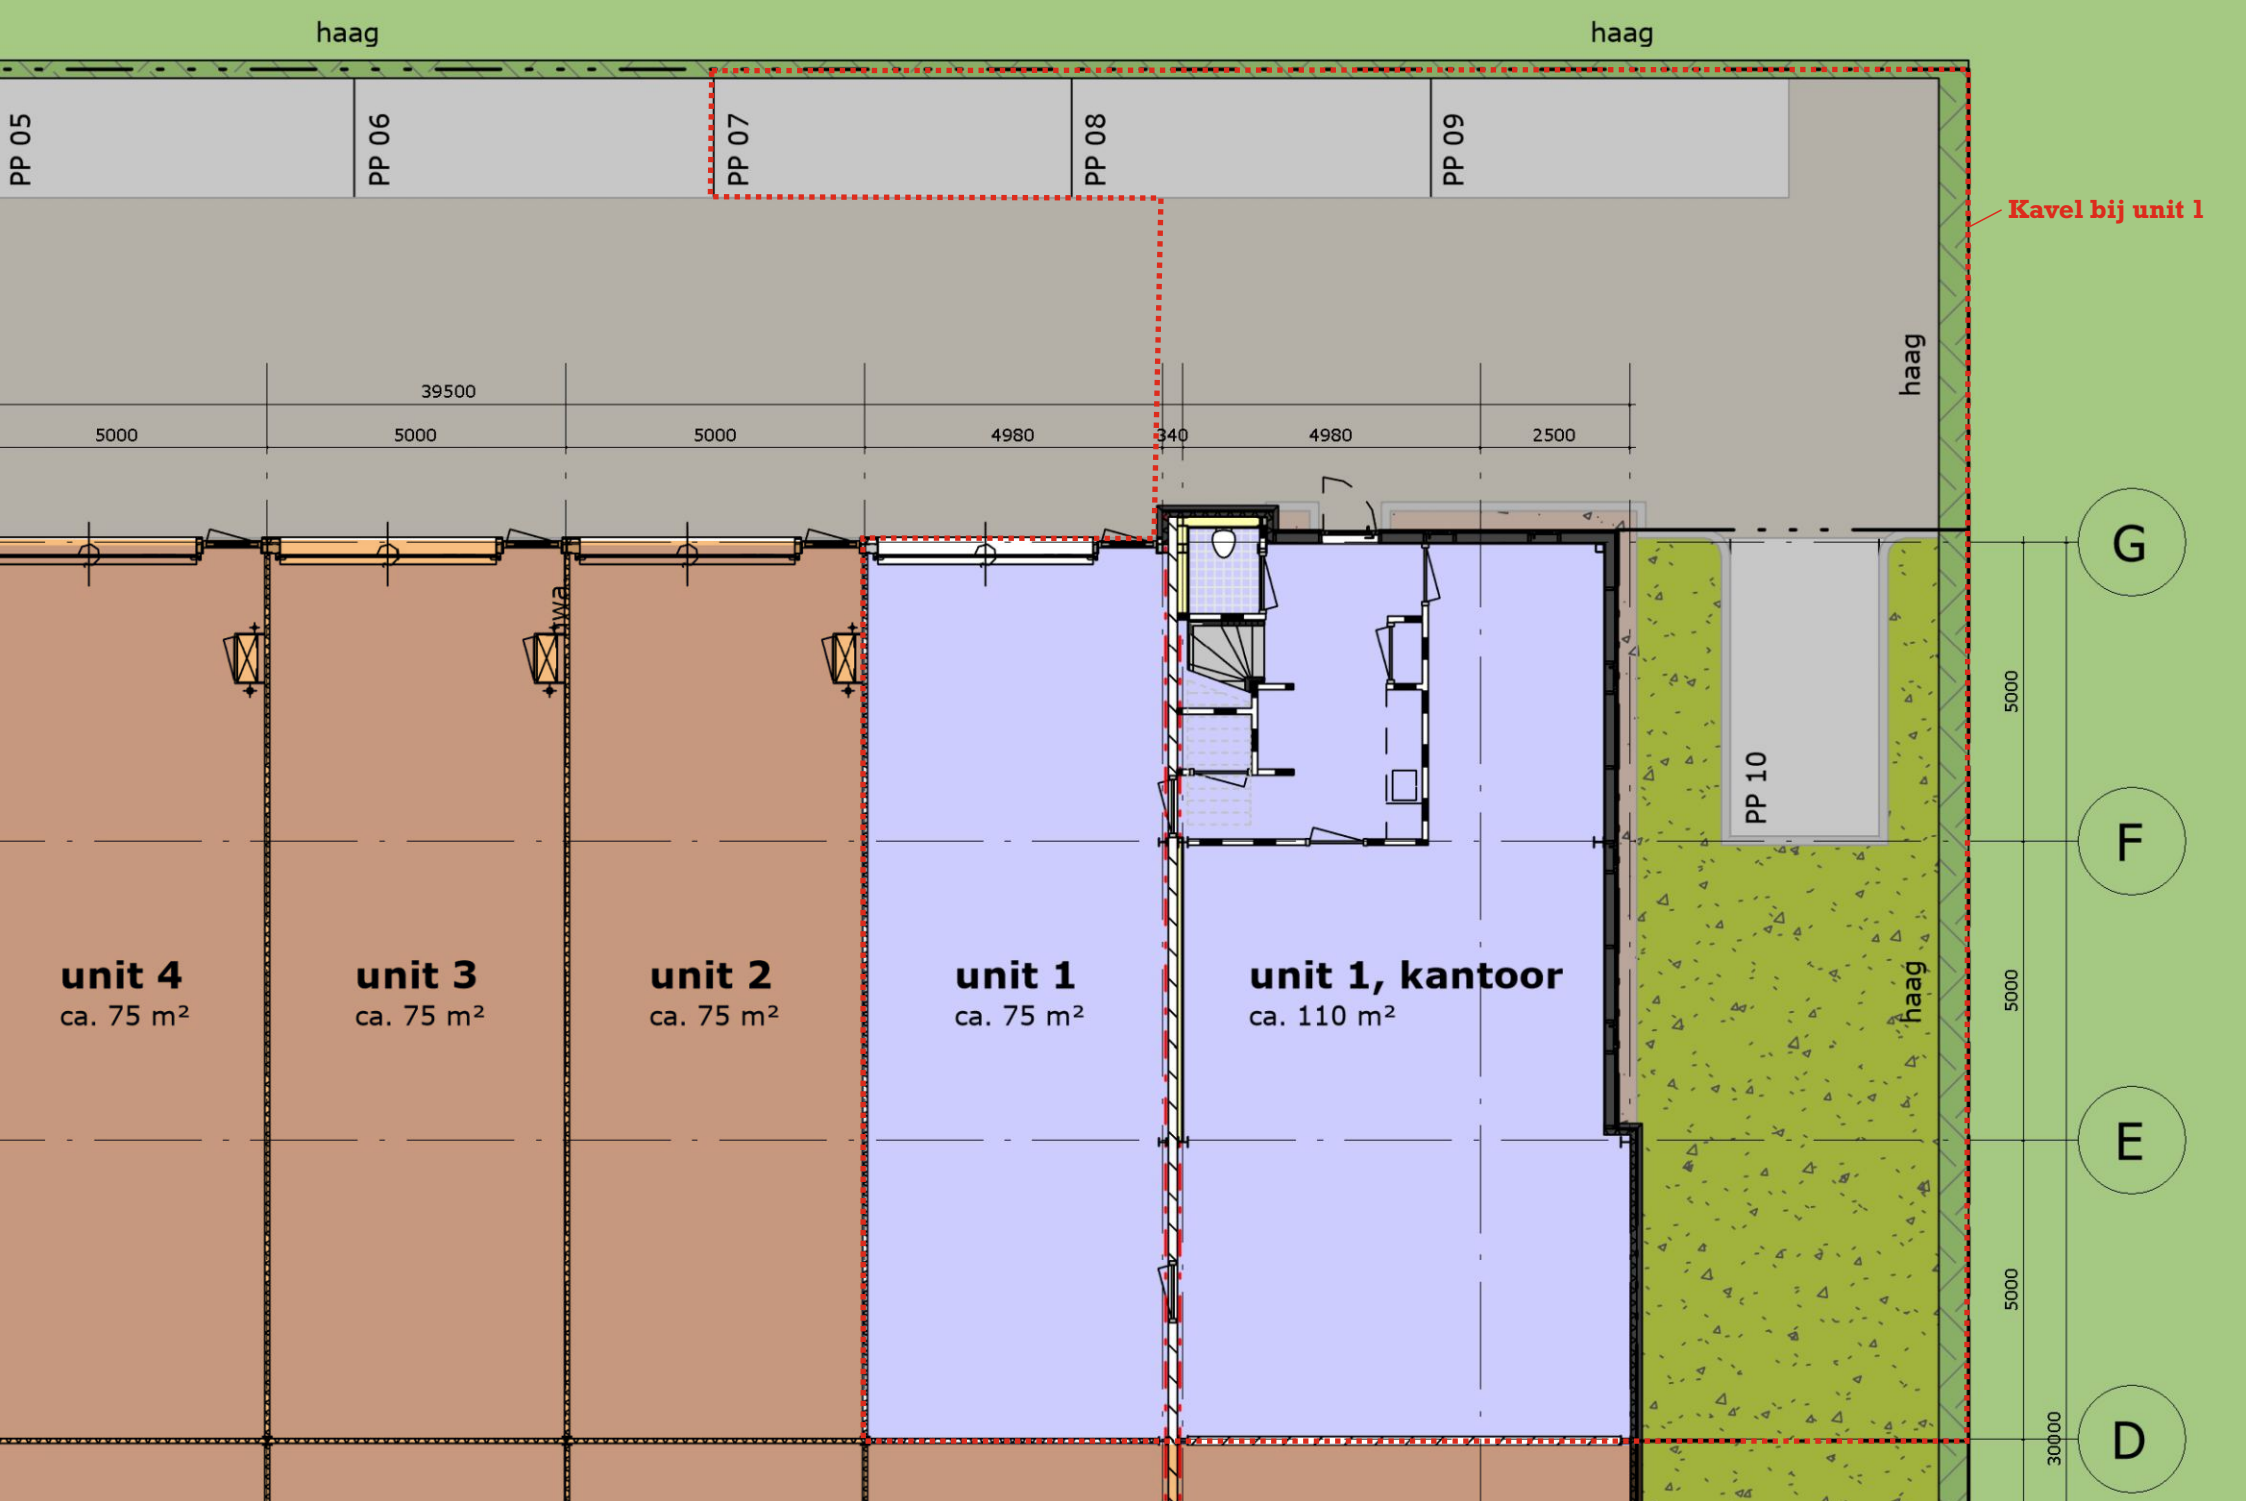 haag
haag
PP 05
PP 06
PP 07
PP 08
PP 09
Kavel bij unit 1
haag
39500
5000
5000
5000
4980
340
4980
2500
G
hwa
5000
PP 10
F
unit 4
ca. 75 m²
unit 3
ca. 75 m²
unit 2
ca. 75 m²
unit 1
ca. 75 m²
unit 1, kantoor
ca. 110 m²
haag
5000
E
5000
30000
D